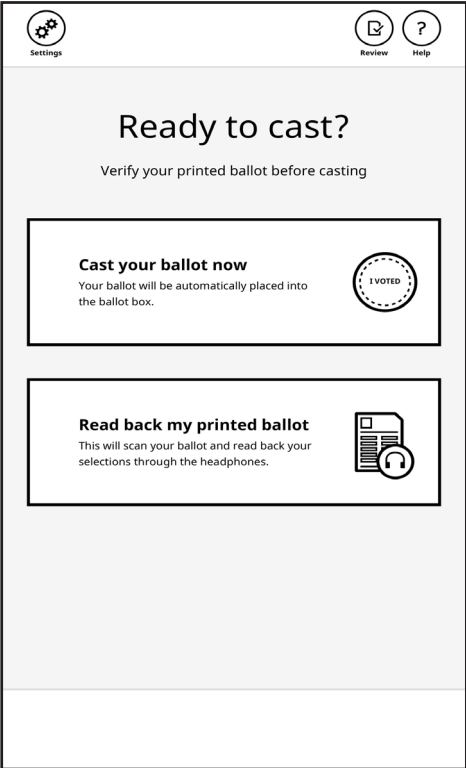 Settings
Review
Help
?
Ready to cast?
Verify your printed ballot before casting
Cast your ballot now
Your ballot will be automatically placed into
the ballot box.
I VOTED
Read back my printed ballot
This will scan your ballot and read back your
selections through the headphones.